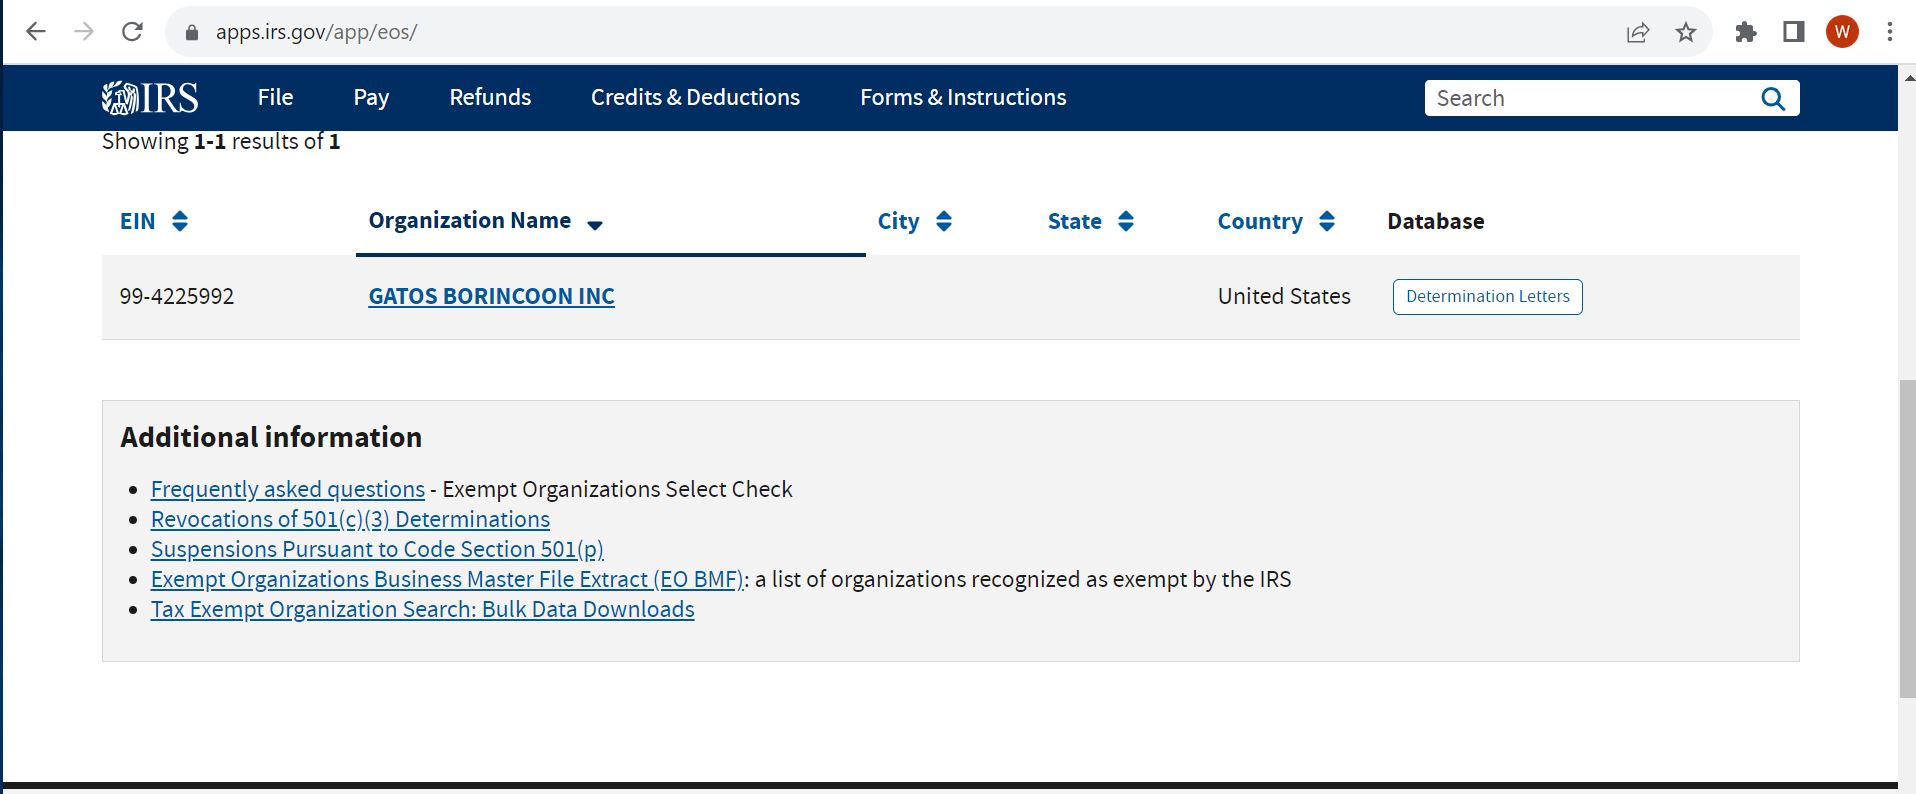 apps.irs.gov/app/eos/
W
IRS File Pay Refunds Credits & Deductions Forms & Instructions Search
Showing 1-1 results of 1
EIN Organization Name City State Country Database
99-4225992 GATOS BORINCOON INC United States Determination Letters
Additional information
Frequently asked questions - Exempt Organizations Select Check
Revocations of 501(c)(3) Determinations
Suspensions Pursuant to Code Section 501(p)
Exempt Organizations Business Master File Extract (EO BMF): a list of organizations recognized as exempt by the IRS
Tax Exempt Organization Search: Bulk Data Downloads